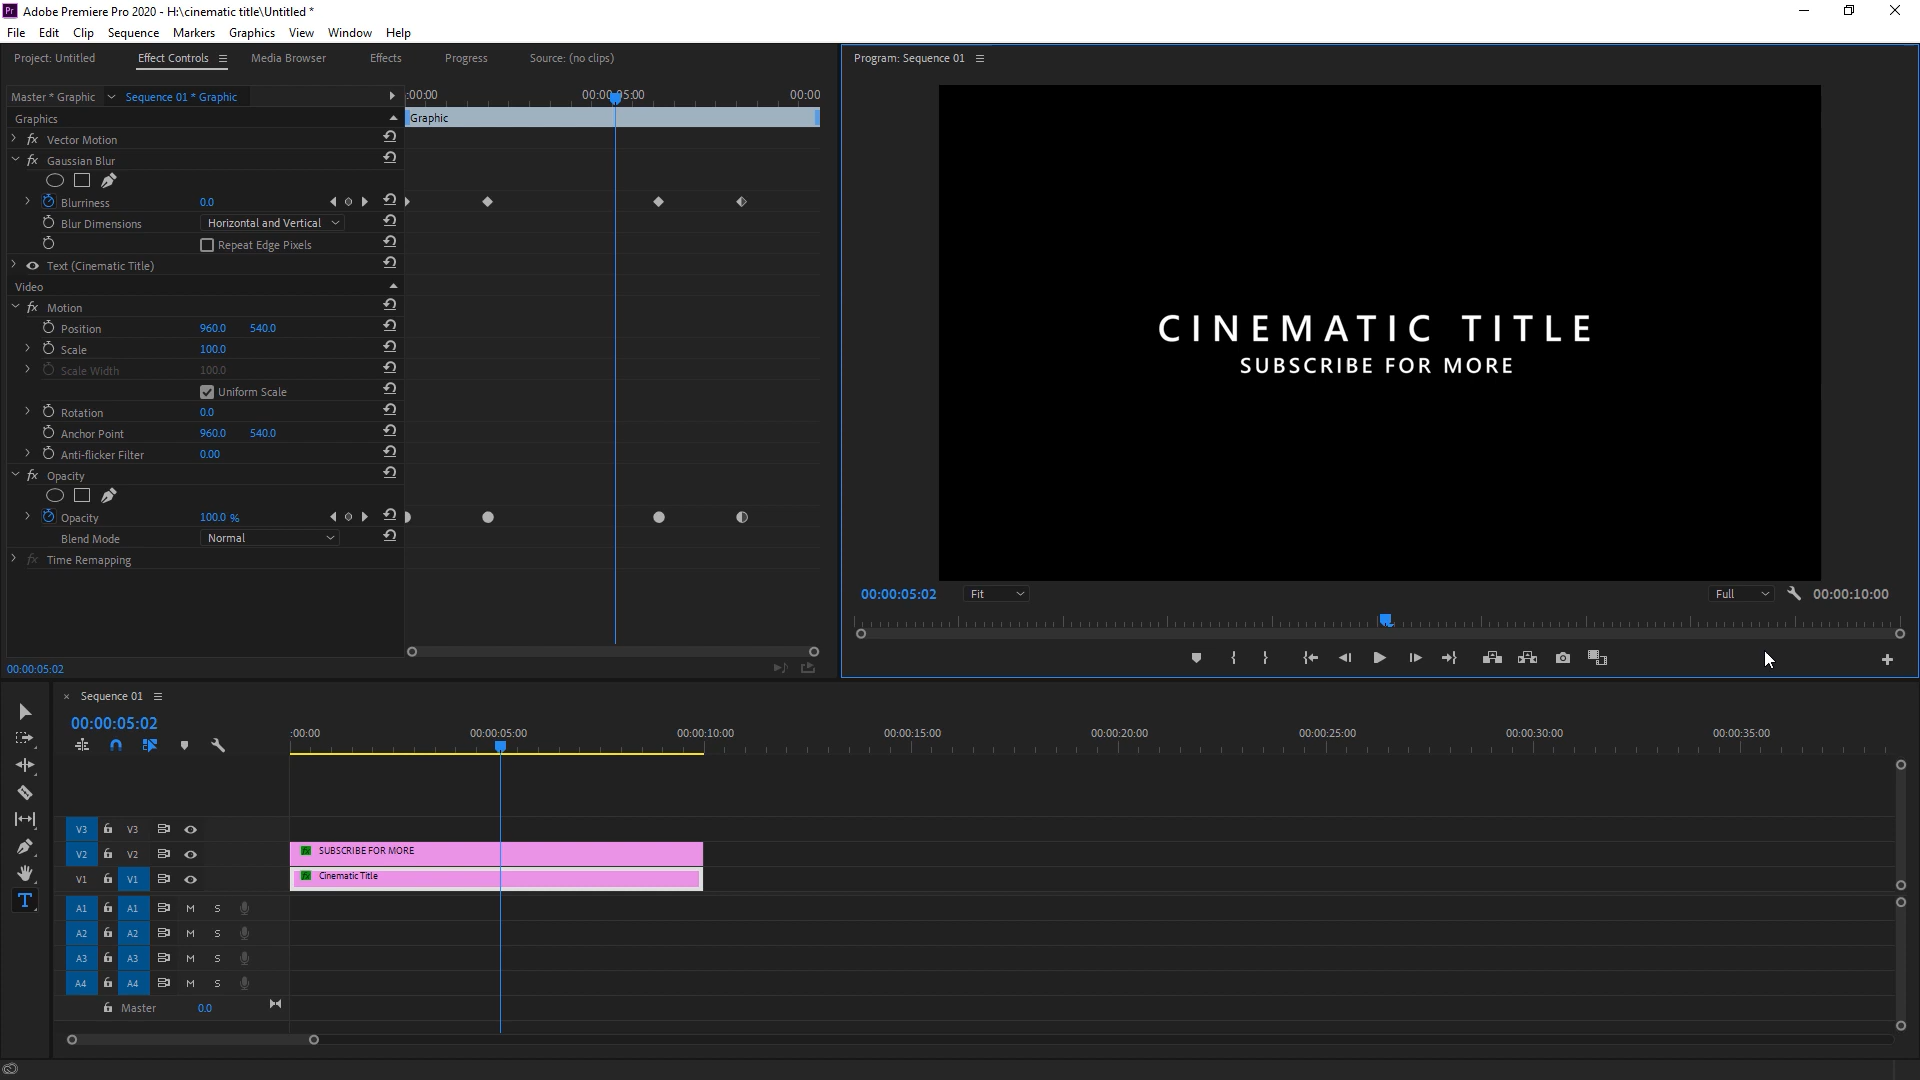 Pr Adobe Premiere Pro 2020 - H:\cinematic title\Untitled *
File Edit Clip Sequence Markers Graphics View Window Help
Project: Untitled Effect Controls Media Browser Effects Progress Source: (no clips)
Program: Sequence 01
Master * Graphic Sequence 01 * Graphic
:00:00 00:00:05:00 00:00
Graphics
Graphic
fx Vector Motion
fx Gaussian Blur
Blurriness 0.0
Blur Dimensions Horizontal and Vertical
Repeat Edge Pixels
Text (Cinematic Title)
Video
fx Motion
Position 960.0 540.0
Scale 100.0
Scale Width 100.0
Uniform Scale
Rotation 0.0
Anchor Point 960.0 540.0
Anti-flicker Filter 0.00
fx Opacity
Opacity 100.0 %
Blend Mode Normal
fx Time Remapping
00:00:05:02
CINEMATIC TITLE
SUBSCRIBE FOR MORE
00:00:05:02 Fit Full 00:00:10:00
Sequence 01
00:00:05:02
:00:00 00:00:05:00 00:00:10:00 00:00:15:00 00:00:20:00 00:00:25:00 00:00:30:00 00:00:35:00
V3 V3
V2 V2 fx SUBSCRIBE FOR MORE
V1 V1 fx Cinematic Title
A1 A1 M S
A2 A2 M S
A3 A3 M S
A4 A4 M S
Master 0.0
T